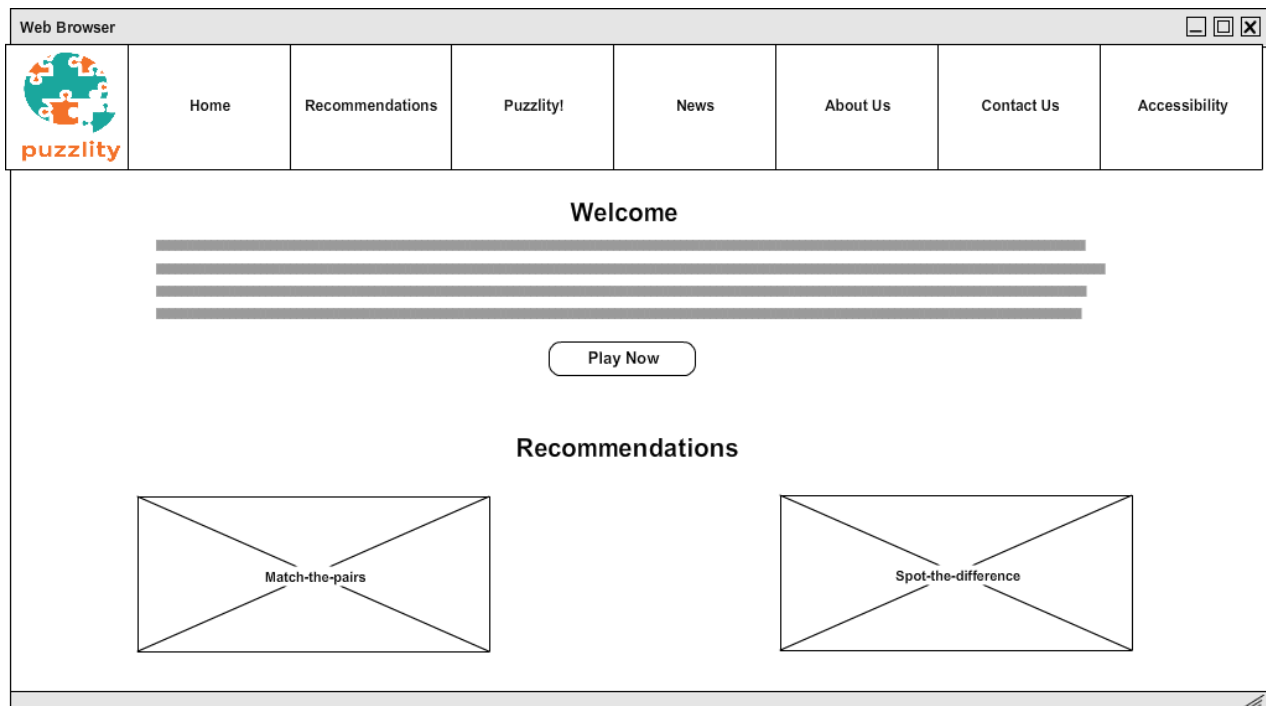 Web Browser
puzzlity
Home
Recommendations
Puzzlity!
News
About Us
Contact Us
Accessibility
Welcome
Play Now
Recommendations
Match-the-pairs
Spot-the-difference